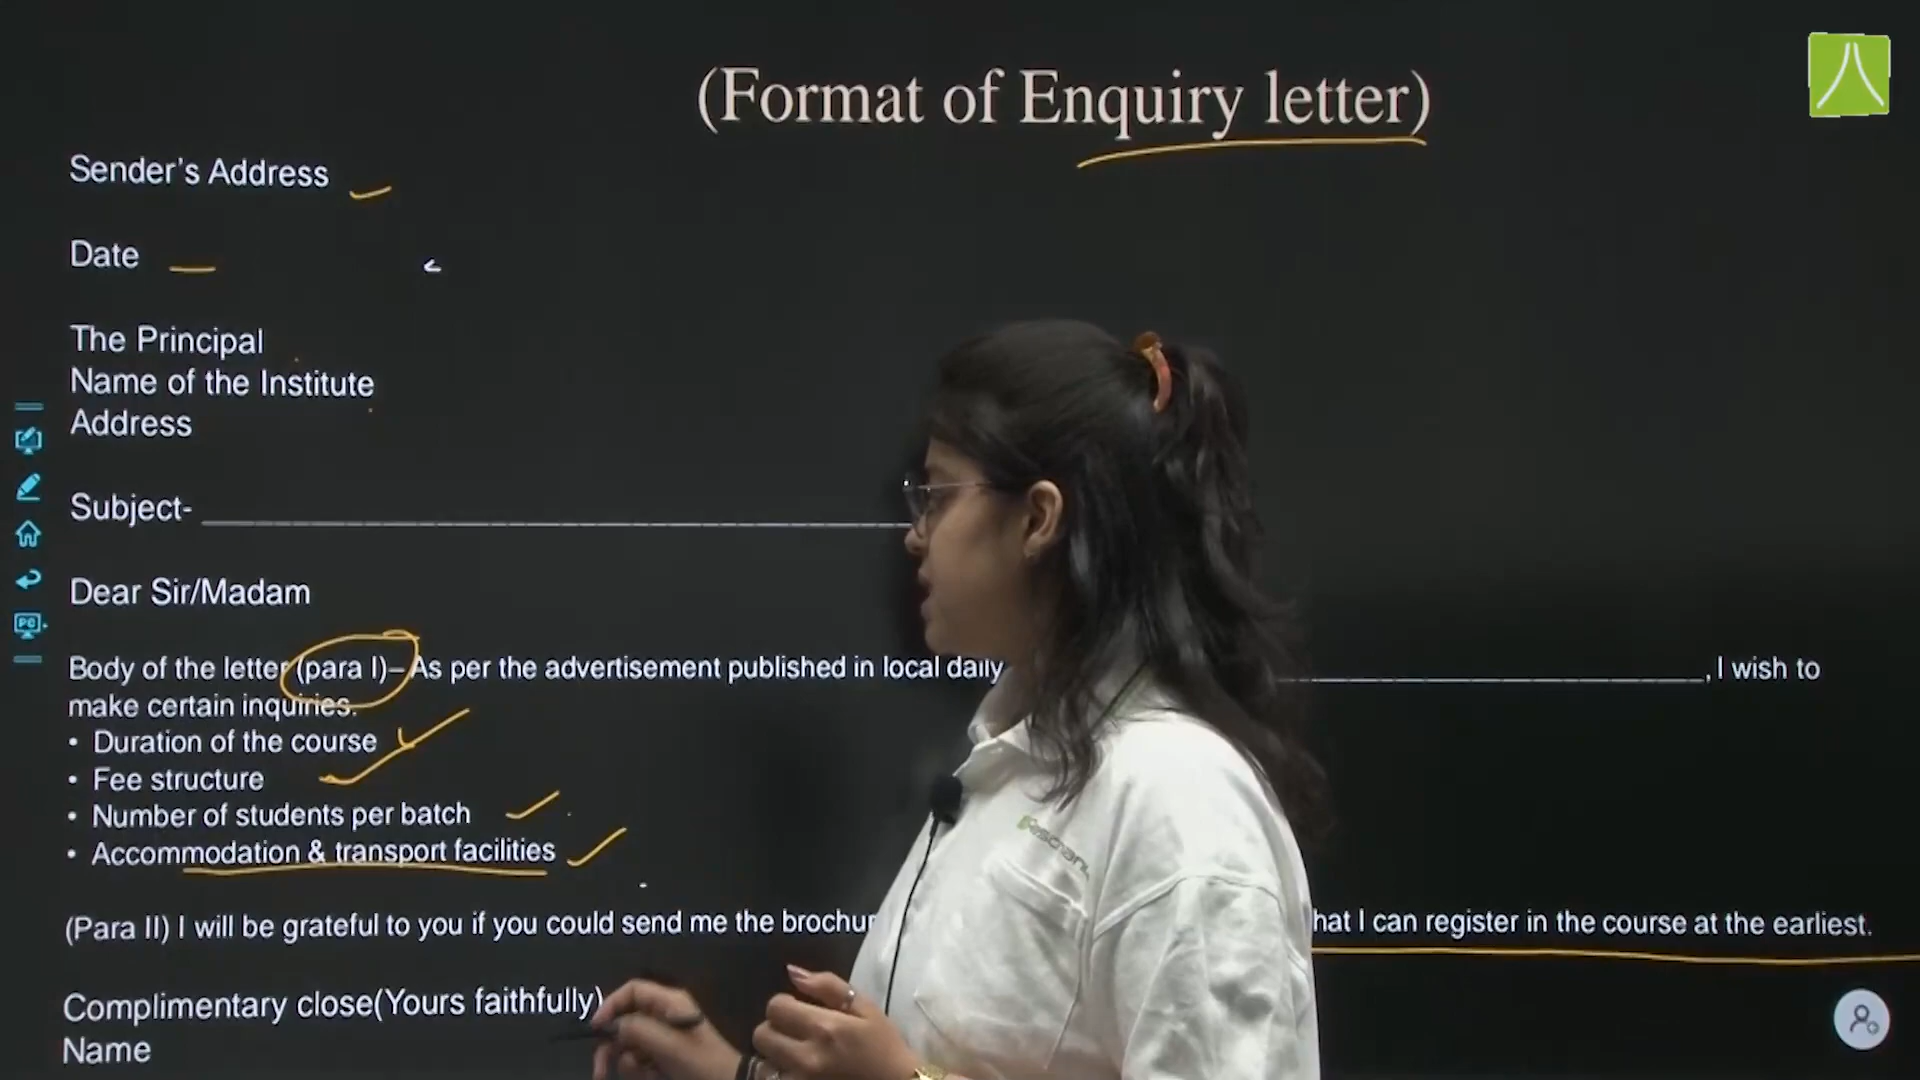 (Format of Enquiry letter)
Sender's Address
Date
The Principal
Name of the Institute
Address
Subject-
Dear Sir/Madam
Body of the letter (para I)– As per the advertisement published in local daily , I wish to
make certain inquiries.
• Duration of the course
• Fee structure
• Number of students per batch
• Accommodation & transport facilities
(Para II) I will be grateful to you if you could send me the I can register in the course at the earliest.
Complimentary close(Yours faithfully)
Name
PC